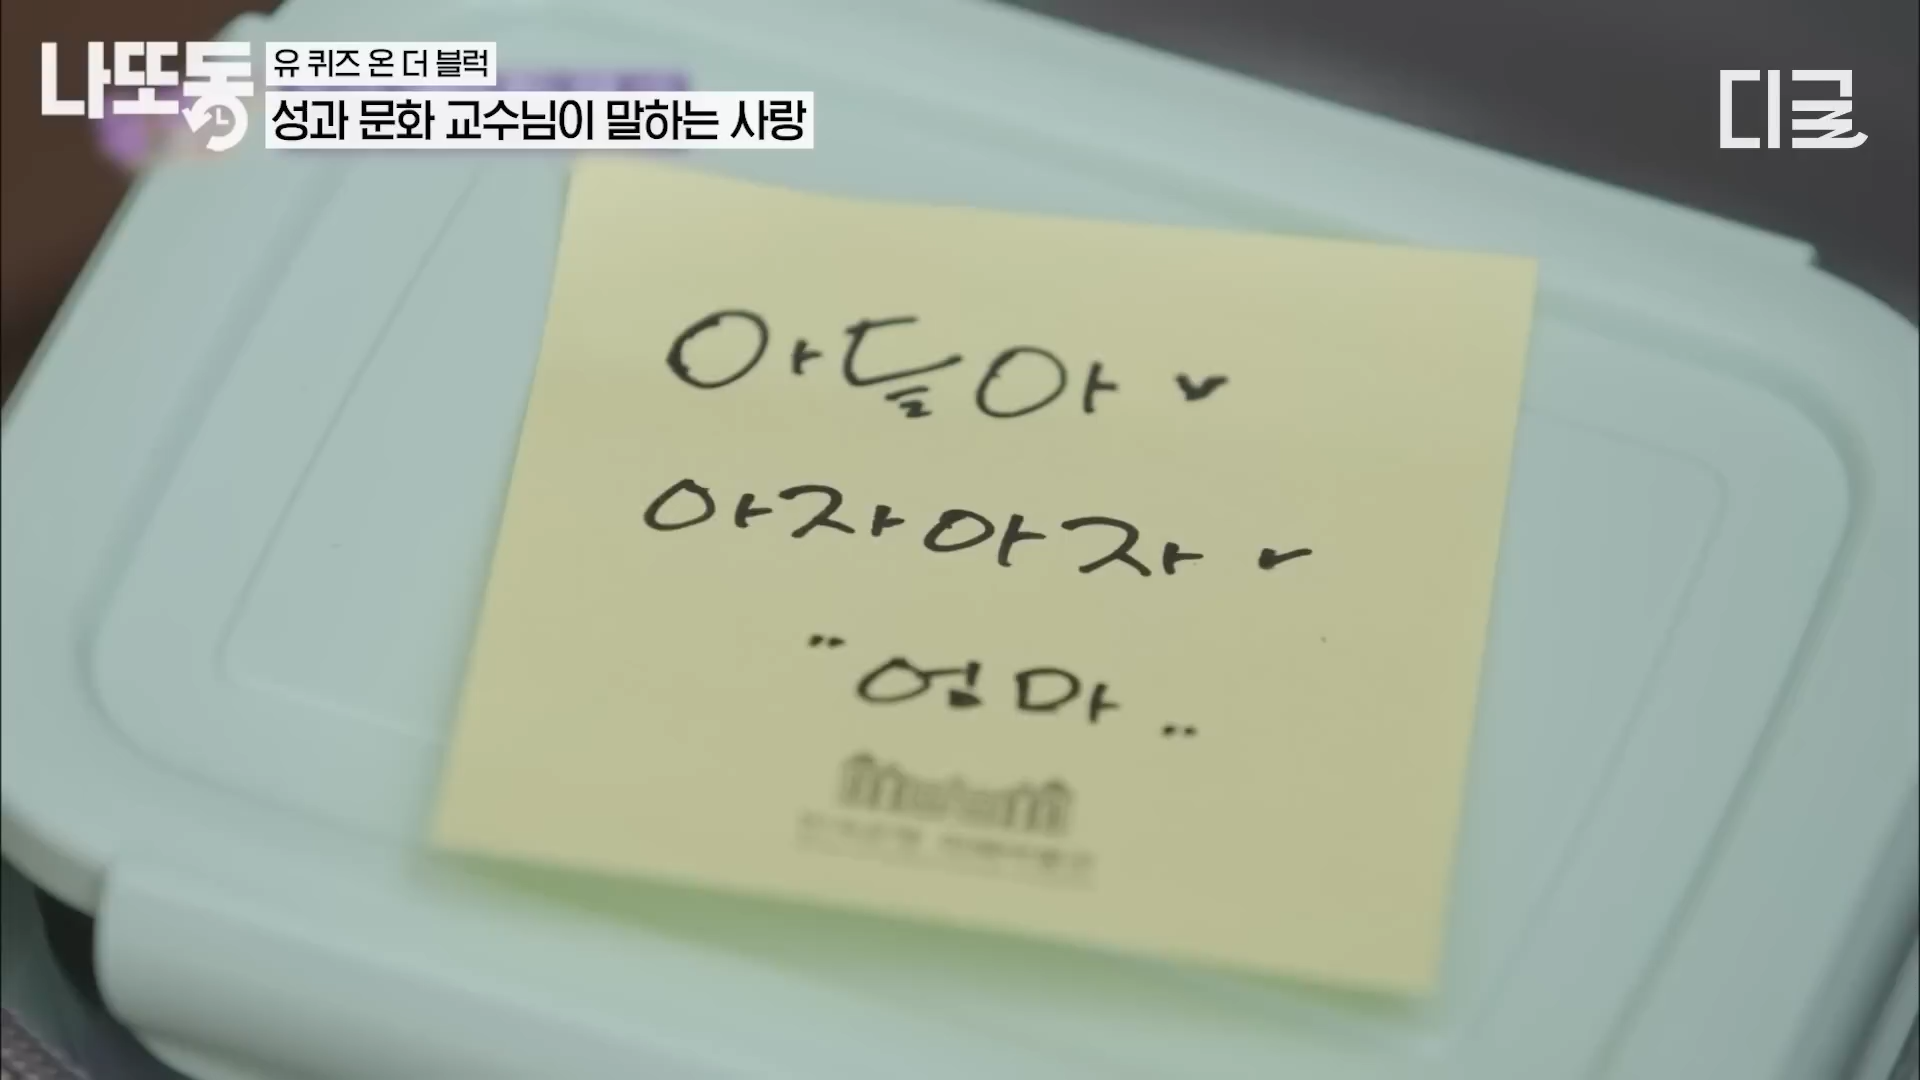 나또동
유 퀴즈 온 더 블럭
성과 문화 교수님이 말하는 사랑
디글
아들아
아자아자
"엄마"